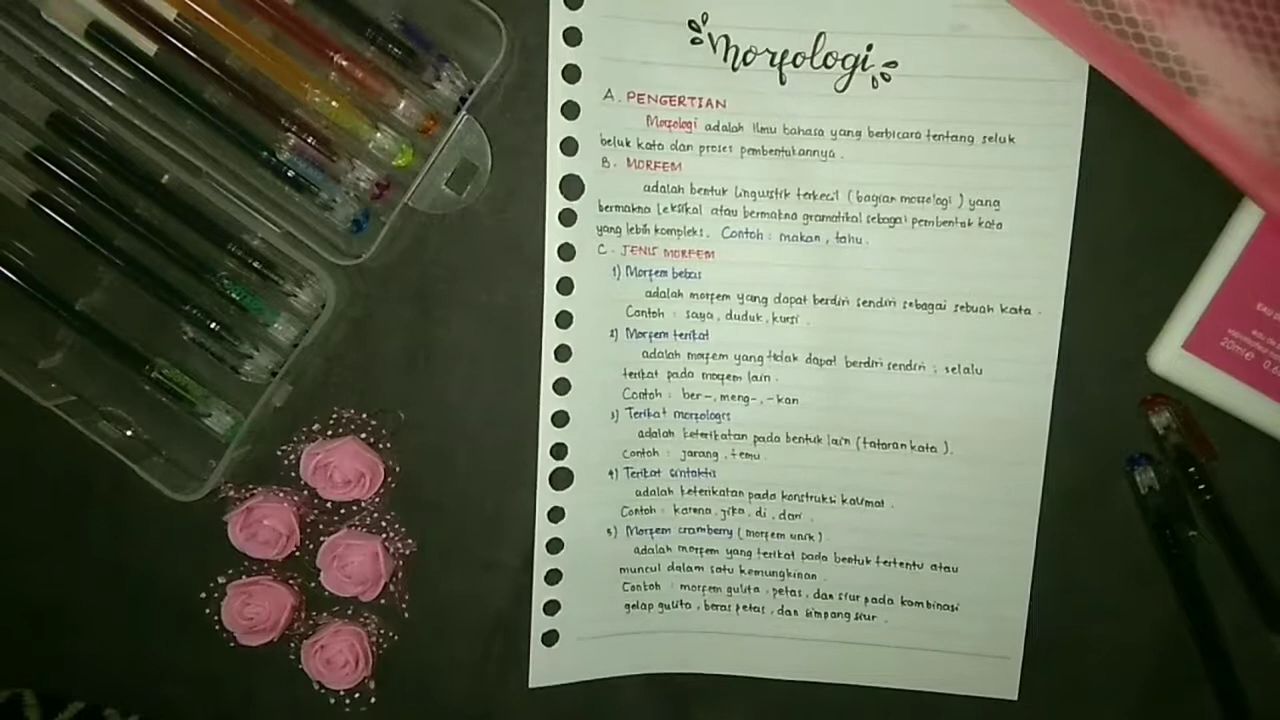 Morfologi
A. PENGERTIAN
Morfologi adalah ilmu bahasa yang berbicara tentang seluk
beluk kata dan proses pembentukannya.
B. MORFEM
adalah bentuk linguistik terkecil (bagian morfologi) yang
bermakna leksikal atau bermakna gramatikal sebagai pembentuk kata
yang lebih kompleks. Contoh : makan, tahu.
C. JENIS MORFEM
1) Morfem bebas
adalah morfem yang dapat berdiri sendiri sebagai sebuah kata.
Contoh : saya, duduk, kursi.
2) Morfem terikat
adalah morfem yang tidak dapat berdiri sendiri ; selalu
terikat pada morfem lain.
Contoh : ber-, meng-, -kan
3) Terikat morfologis
adalah keterikatan pada bentuk lain (tataran kata).
Contoh : jarang, temu.
4) Terikat sintaktis
adalah keterikatan pada konstruksi kalimat.
Contoh : karena, jika, di, dari.
5) Morfem cramberry (morfem unik).
adalah morfem yang terikat pada bentuk tertentu atau
muncul dalam satu kemungkinan.
Contoh : morfem gulita, petas, dan siur pada kombinasi
gelap gulita, beras petas, dan simpang siur.
EAU
20ml e 0.6